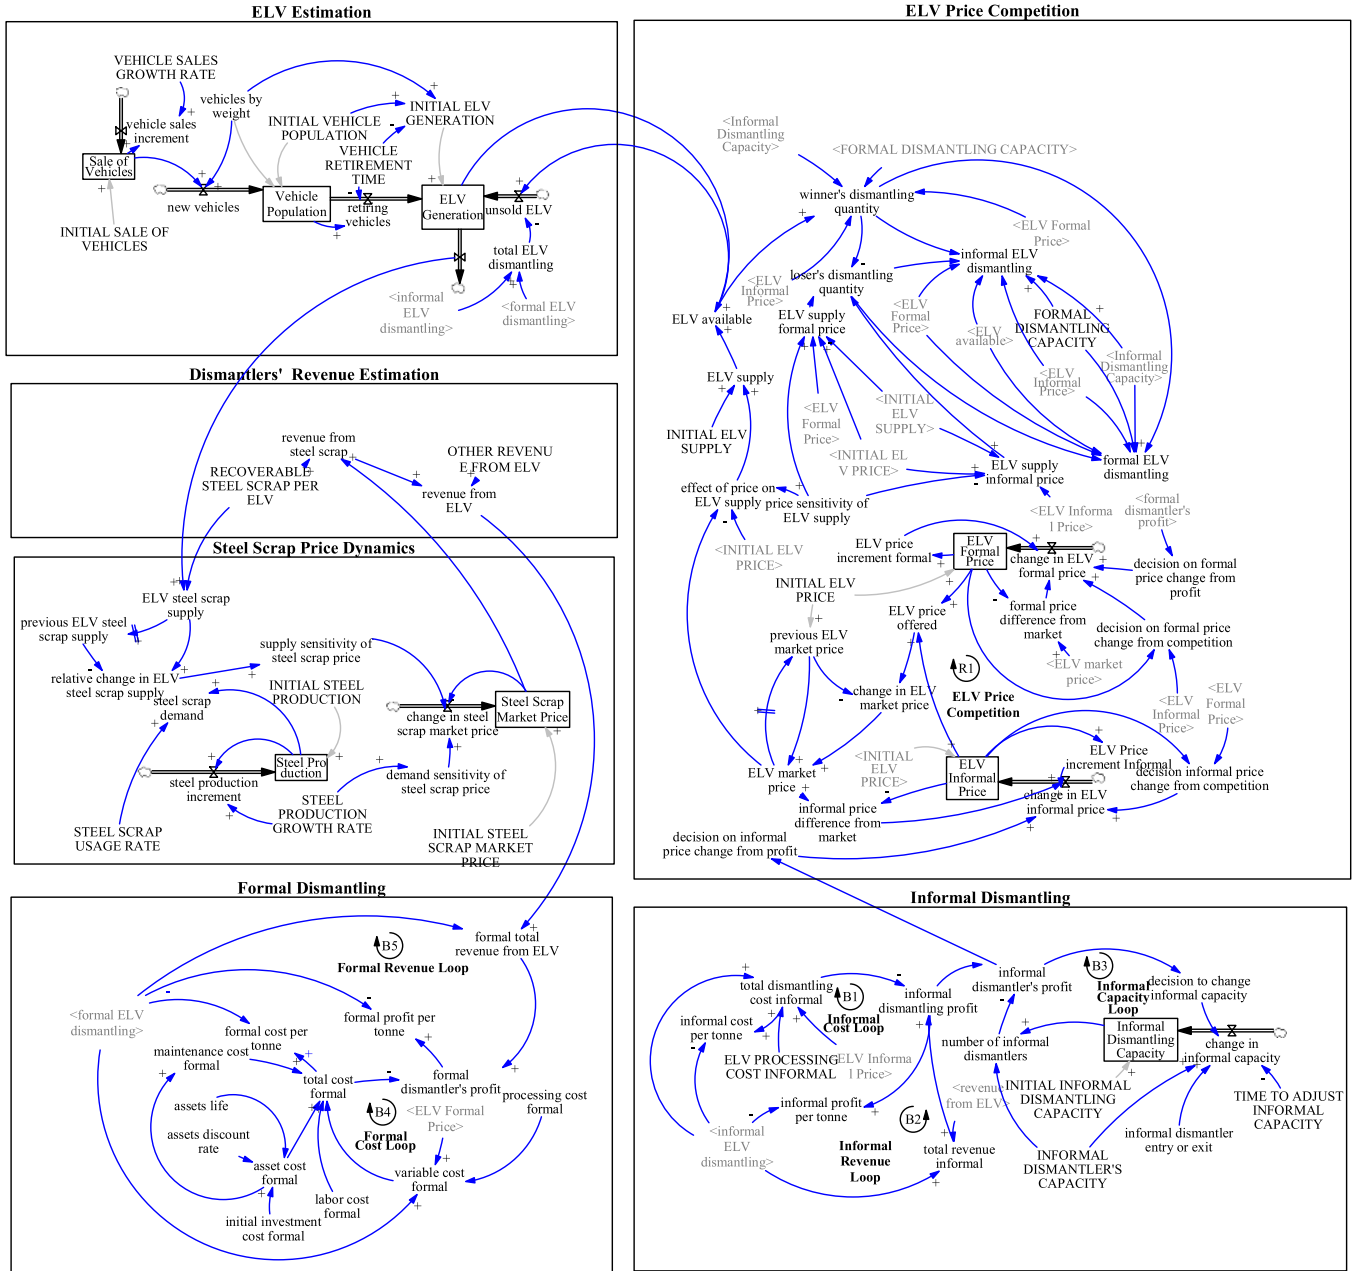 ELV Estimation
VEHICLE SALES
GROWTH RATE
vehicles by
weight
vehicle sales
increment
INITIAL VEHICLE
POPULATION
INITIAL ELV
GENERATION
VEHICLE
RETIREMENT
TIME
Sale of
Vehicles
new vehicles
Vehicle
Population
retiring
vehicles
ELV
Generation
unsold ELV
INITIAL SALE OF
VEHICLES
total ELV
dismantling
<informal
ELV
dismantling>
<formal ELV
dismantling>
Dismantlers' Revenue Estimation
revenue from
steel scrap
OTHER REVENU
E FROM ELV
RECOVERABLE
STEEL SCRAP PER
ELV
revenue from
ELV
Steel Scrap Price Dynamics
ELV steel scrap
supply
previous ELV steel
scrap supply
supply sensitivity of
steel scrap price
relative change in ELV
steel scrap supply
steel scrap
demand
INITIAL STEEL
PRODUCTION
Steel Scrap
Market Price
change in steel
scrap market price
Steel Pro
duction
steel production
increment
demand sensitivity of
steel scrap price
STEEL
PRODUCTION
GROWTH RATE
STEEL SCRAP
USAGE RATE
INITIAL STEEL
SCRAP MARKET
PRICE
Formal Dismantling
B5
Formal Revenue Loop
formal total
revenue from ELV
<formal ELV
dismantling>
formal cost per
tonne
formal profit per
tonne
maintenance cost
formal
total cost
formal
formal
dismantler's profit
processing cost
formal
assets life
B4
Formal
Cost Loop
<ELV Formal
Price>
assets discount
rate
asset cost
formal
variable cost
formal
labor cost
formal
initial investment
cost formal
ELV Price Competition
<Informal
Dismantling
Capacity>
<FORMAL DISMANTLING CAPACITY>
winner's dismantling
quantity
<ELV Formal
Price>
informal ELV
dismantling
loser's dismantling
quantity
<ELV
Informal
Price>
ELV available
ELV supply
formal price
<ELV
Formal
Price>
<ELV
available>
FORMAL
DISMANTLING
CAPACITY
<ELV
Informal
Price>
<Informal
Dismantling
Capacity>
ELV supply
<ELV
Formal
Price>
<INITIAL
ELV
SUPPLY>
INITIAL ELV
SUPPLY
<INITIAL EL
V PRICE>
ELV supply
informal price
formal ELV
dismantling
effect of price on
ELV supply
price sensitivity of
ELV supply
<ELV Informa
l Price>
<formal
dismantler's
profit>
<INITIAL ELV
PRICE>
ELV price
increment formal
ELV
Formal
Price
change in ELV
formal price
decision on formal
price change from
profit
INITIAL ELV
PRICE
ELV price
offered
formal price
difference from
market
decision on formal price
change from competition
previous ELV
market price
<ELV market
price>
R1
ELV Price
Competition
change in ELV
market price
<ELV
Informal
Price>
<ELV
Formal
Price>
ELV market
price
<INITIAL
ELV
PRICE>
ELV
Informal
Price
ELV Price
increment Informal
decision informal price
change from competition
change in ELV
informal price
informal price
difference from
market
decision on informal
price change from profit
Informal Dismantling
total dismantling
cost informal
B1
Informal
Cost Loop
informal
dismantling profit
informal
dismantler's profit
B3
Informal
Capacity
Loop
decision to change
informal capacity
informal cost
per tonne
ELV PROCESSING
COST INFORMAL
<ELV Informa
l Price>
number of informal
dismantlers
Informal
Dismantling
Capacity
change in
informal capacity
<revenue
from ELV>
INITIAL INFORMAL
DISMANTLING
CAPACITY
TIME TO ADJUST
INFORMAL
CAPACITY
informal profit
per tonne
B2
Informal
Revenue
Loop
<informal
ELV
dismantling>
total revenue
informal
INFORMAL
DISMANTLER'S
CAPACITY
informal dismantler
entry or exit